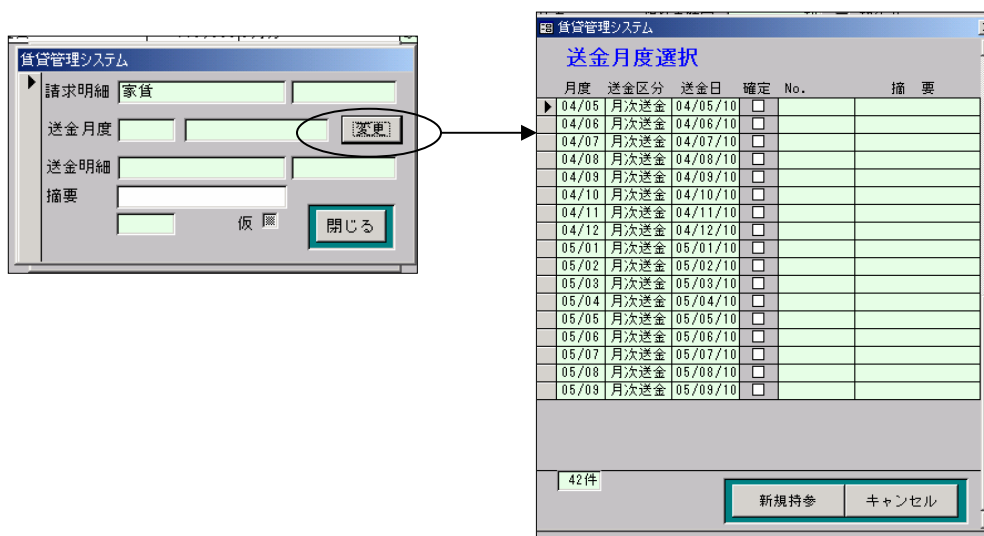 賃貸管理システム
請求明細 家賃
送金月度 変更
送金明細
摘要
仮 閉じる
賃貸管理システム
送金月度選択
月度 送金区分 送金日 確定 No. 摘 要
04/05 月次送金 04/05/10
04/06 月次送金 04/06/10
04/07 月次送金 04/07/10
04/08 月次送金 04/08/10
04/09 月次送金 04/09/10
04/10 月次送金 04/10/10
04/11 月次送金 04/11/10
04/12 月次送金 04/12/10
05/01 月次送金 05/01/10
05/02 月次送金 05/02/10
05/03 月次送金 05/03/10
05/04 月次送金 05/04/10
05/05 月次送金 05/05/10
05/06 月次送金 05/06/10
05/07 月次送金 05/07/10
05/08 月次送金 05/08/10
05/09 月次送金 05/09/10
42件
新規持参 キャンセル